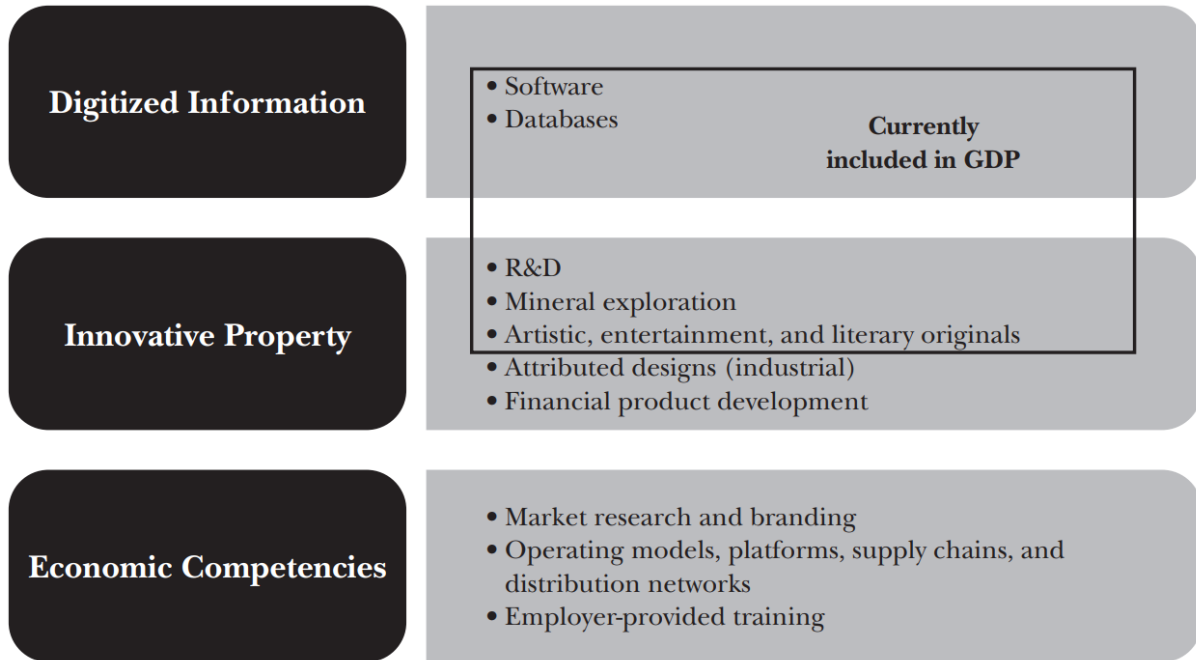 Digitized Information
• Software
• Databases
Currently
included in GDP
Innovative Property
• R&D
• Mineral exploration
• Artistic, entertainment, and literary originals
• Attributed designs (industrial)
• Financial product development
Economic Competencies
• Market research and branding
• Operating models, platforms, supply chains, and
distribution networks
• Employer-provided training